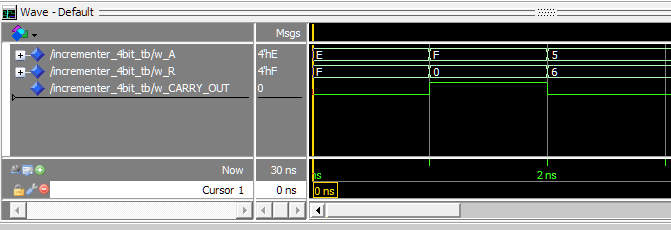 Wave - Default
Msgs
/incrementer_4bit_tb/w_A 4'hE E F 5
/incrementer_4bit_tb/w_R 4'hF F 0 6
/incrementer_4bit_tb/w_CARRY_OUT 0
Now 30 ns ns 2 ns
Cursor 1 0 ns 0 ns